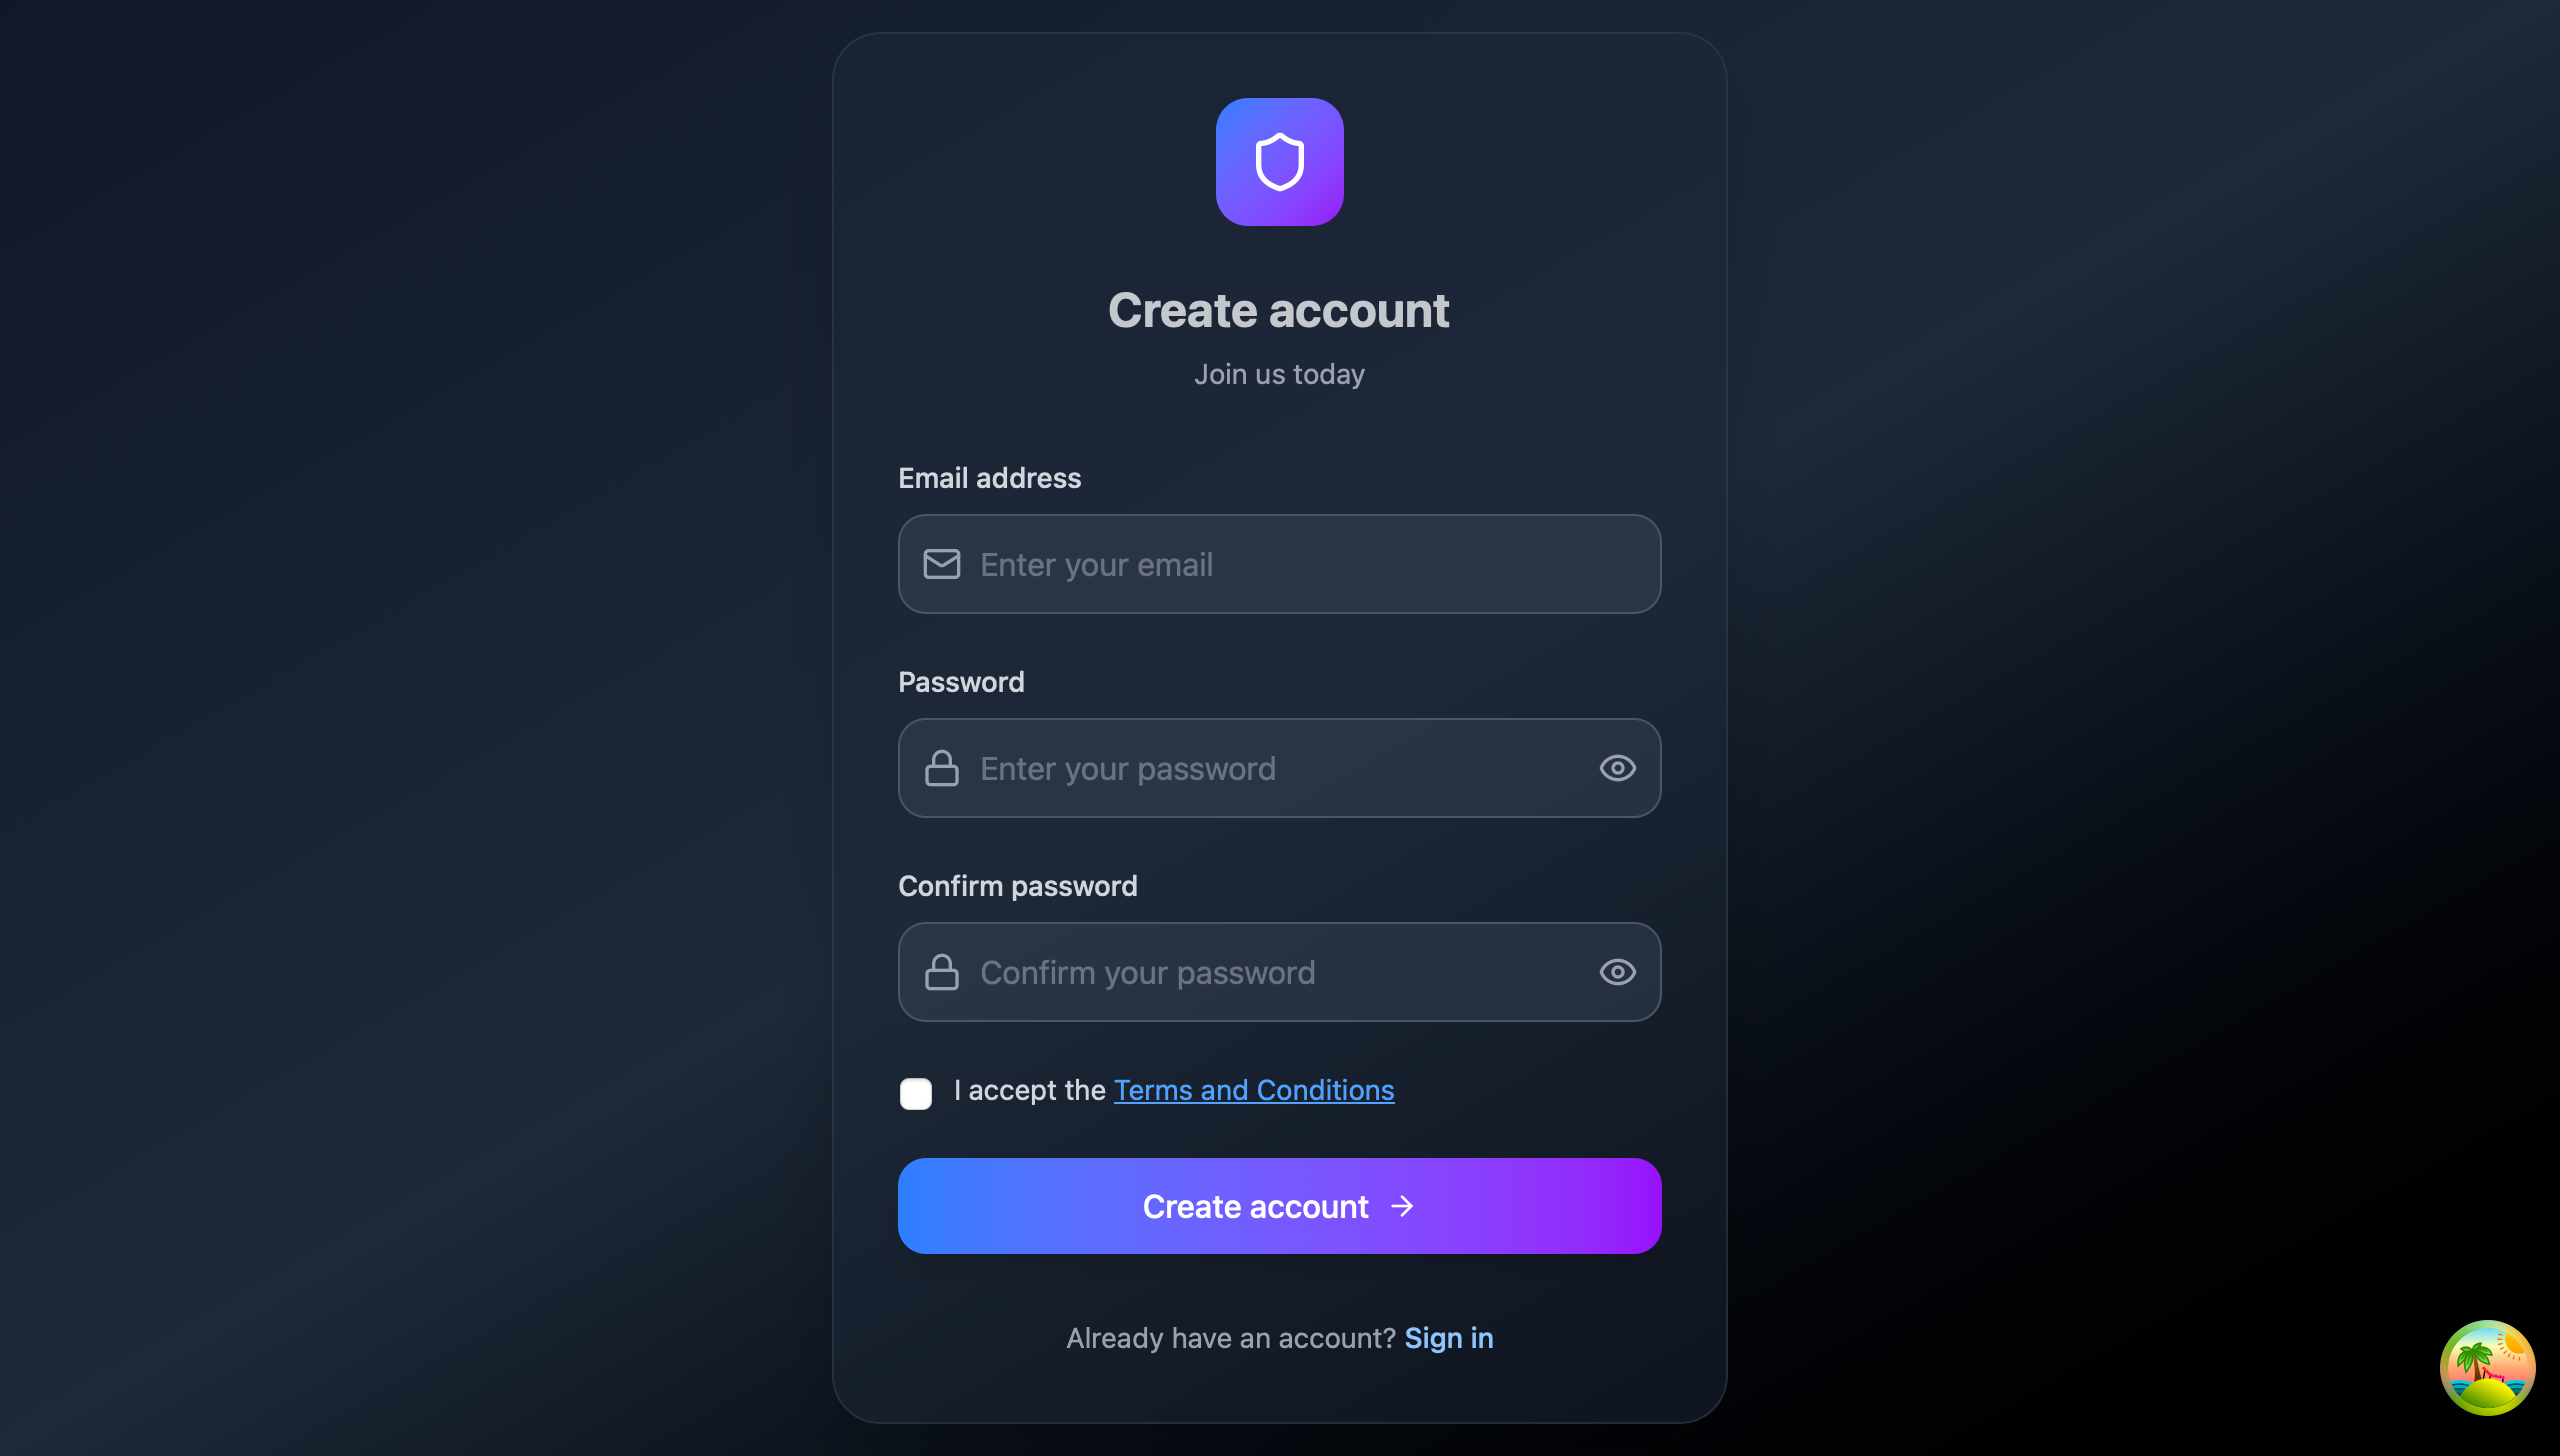 Create account
Join us today
Email address
Enter your email
Password
Enter your password
Confirm password
Confirm your password
I accept the Terms and Conditions
Create account
Already have an account? Sign in